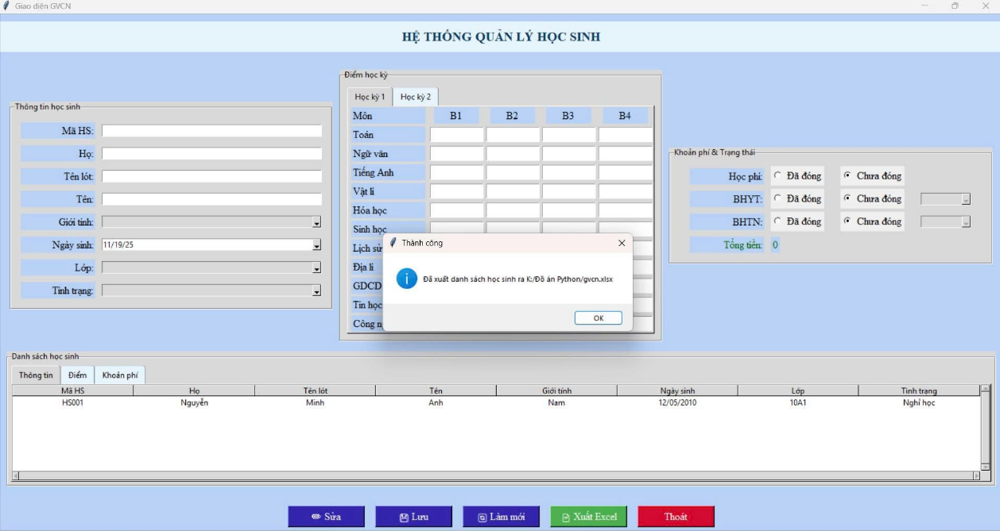 Giao diện GVCN
HỆ THỐNG QUẢN LÝ HỌC SINH
Thông tin học sinh
Mã HS:
Họ:
Tên lót:
Tên:
Giới tính:
Ngày sinh: 11/19/25
Lớp:
Tình trạng:
Điểm học kỳ
Học kỳ 1 Học kỳ 2
Môn B1 B2 B3 B4
Toán
Ngữ văn
Tiếng Anh
Vật lí
Hóa học
Sinh học
Lịch sử
Địa lí
GDCD
Tin học
Công n
Thành công
Đã xuất danh sách học sinh ra K:/Đồ án Python/gvcn.xlsx
OK
Khoản phí & Trạng thái
Học phí: Đã đóng Chưa đóng
BHYT: Đã đóng Chưa đóng
BHTN: Đã đóng Chưa đóng
Tổng tiền: 0
Danh sách học sinh
Thông tin Điểm Khoản phí
Mã HS Họ Tên lót Tên Giới tính Ngày sinh Lớp Tình trạng
HS001 Nguyễn Minh Anh Nam 12/05/2010 10A1 Nghỉ học
Sửa Lưu Làm mới Xuất Excel Thoát